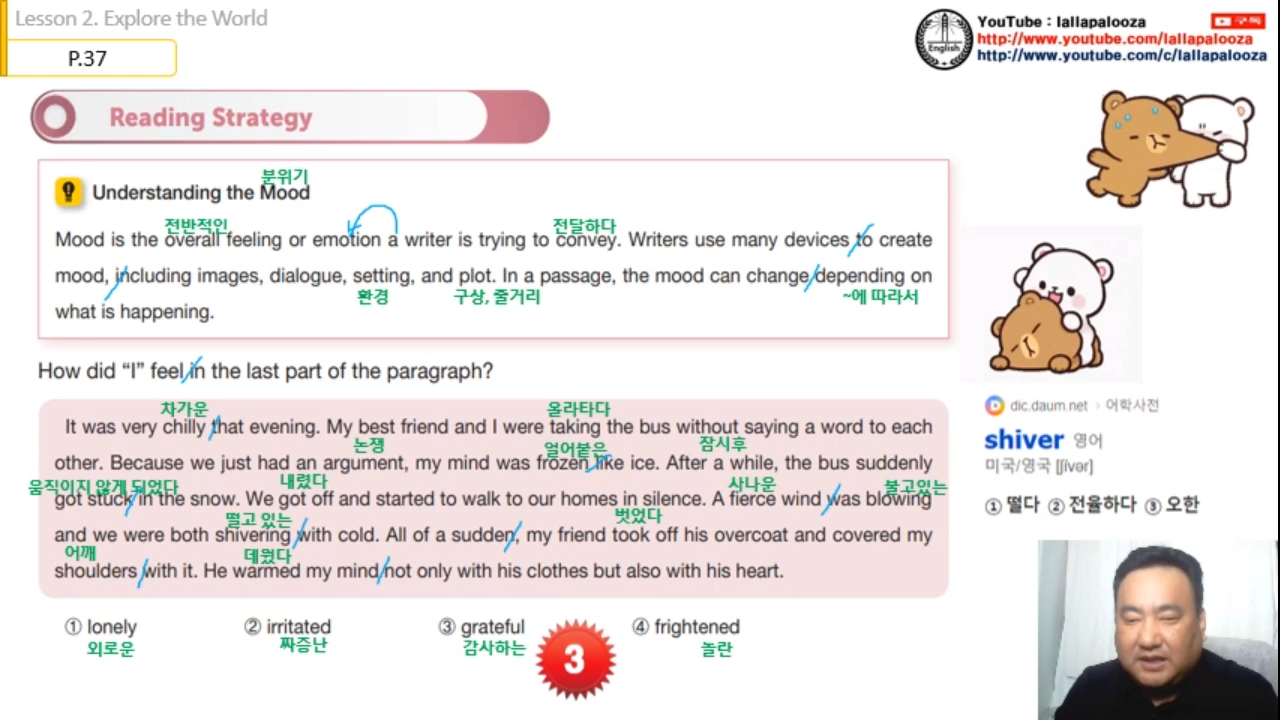 Lesson 2. Explore the World
P.37
English
YouTube : lallapalooza
구독
http://www.youtube.com/lallapalooza
http://www.youtube.com/c/lallapalooza
Reading Strategy
분위기
Understanding the Mood
전반적인 전달하다
Mood is the overall feeling or emotion a writer is trying to convey. Writers use many devices to create
mood, including images, dialogue, setting, and plot. In a passage, the mood can change depending on
환경 구상, 줄거리 ~에 따라서
what is happening.
How did “I” feel in the last part of the paragraph?
차가운 올라타다
It was very chilly that evening. My best friend and I were taking the bus without saying a word to each
논쟁 얼어붙은 잠시후
other. Because we just had an argument, my mind was frozen like ice. After a while, the bus suddenly
움직이지 않게 되었다 내렸다 사나운 불고있는
got stuck in the snow. We got off and started to walk to our homes in silence. A fierce wind was blowing
떨고 있는 벗었다
and we were both shivering with cold. All of a sudden, my friend took off his overcoat and covered my
어깨 데웠다
shoulders with it. He warmed my mind not only with his clothes but also with his heart.
① lonely ② irritated ③ grateful ④ frightened
외로운 짜증난 감사하는 놀란
3
dic.daum.net › 어학사전
shiver 영어
미국/영국 [ʃívər]
① 떨다 ② 전율하다 ③ 오한